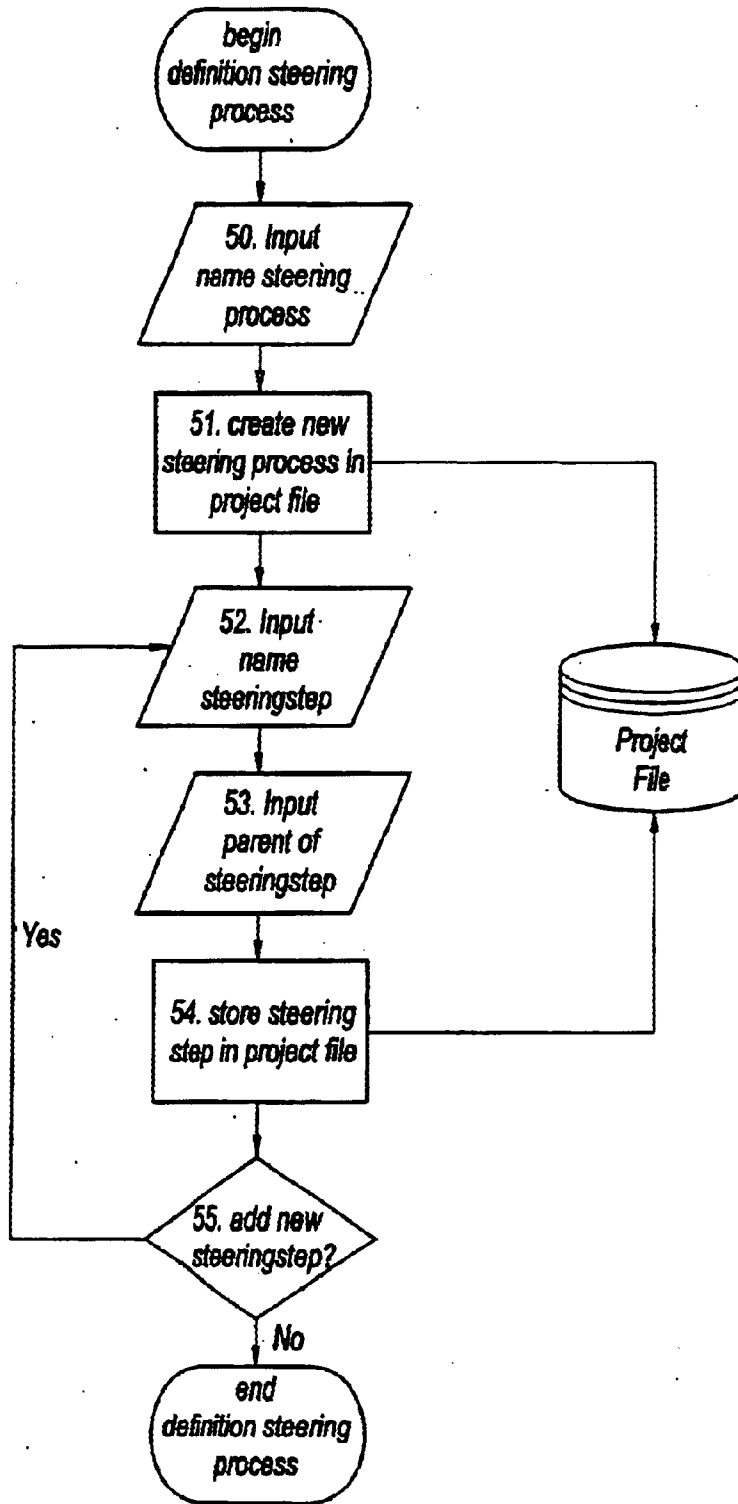 begin
definition steering
process
50. Input
name steering
process
51. create new
steering process in
project file
52. Input
name
steeringstep
Project
File
53. Input
parent of
steeringstep
Yes
54. store steering
step in project file
55. add new
steeringstep?
No
end
definition steering
process